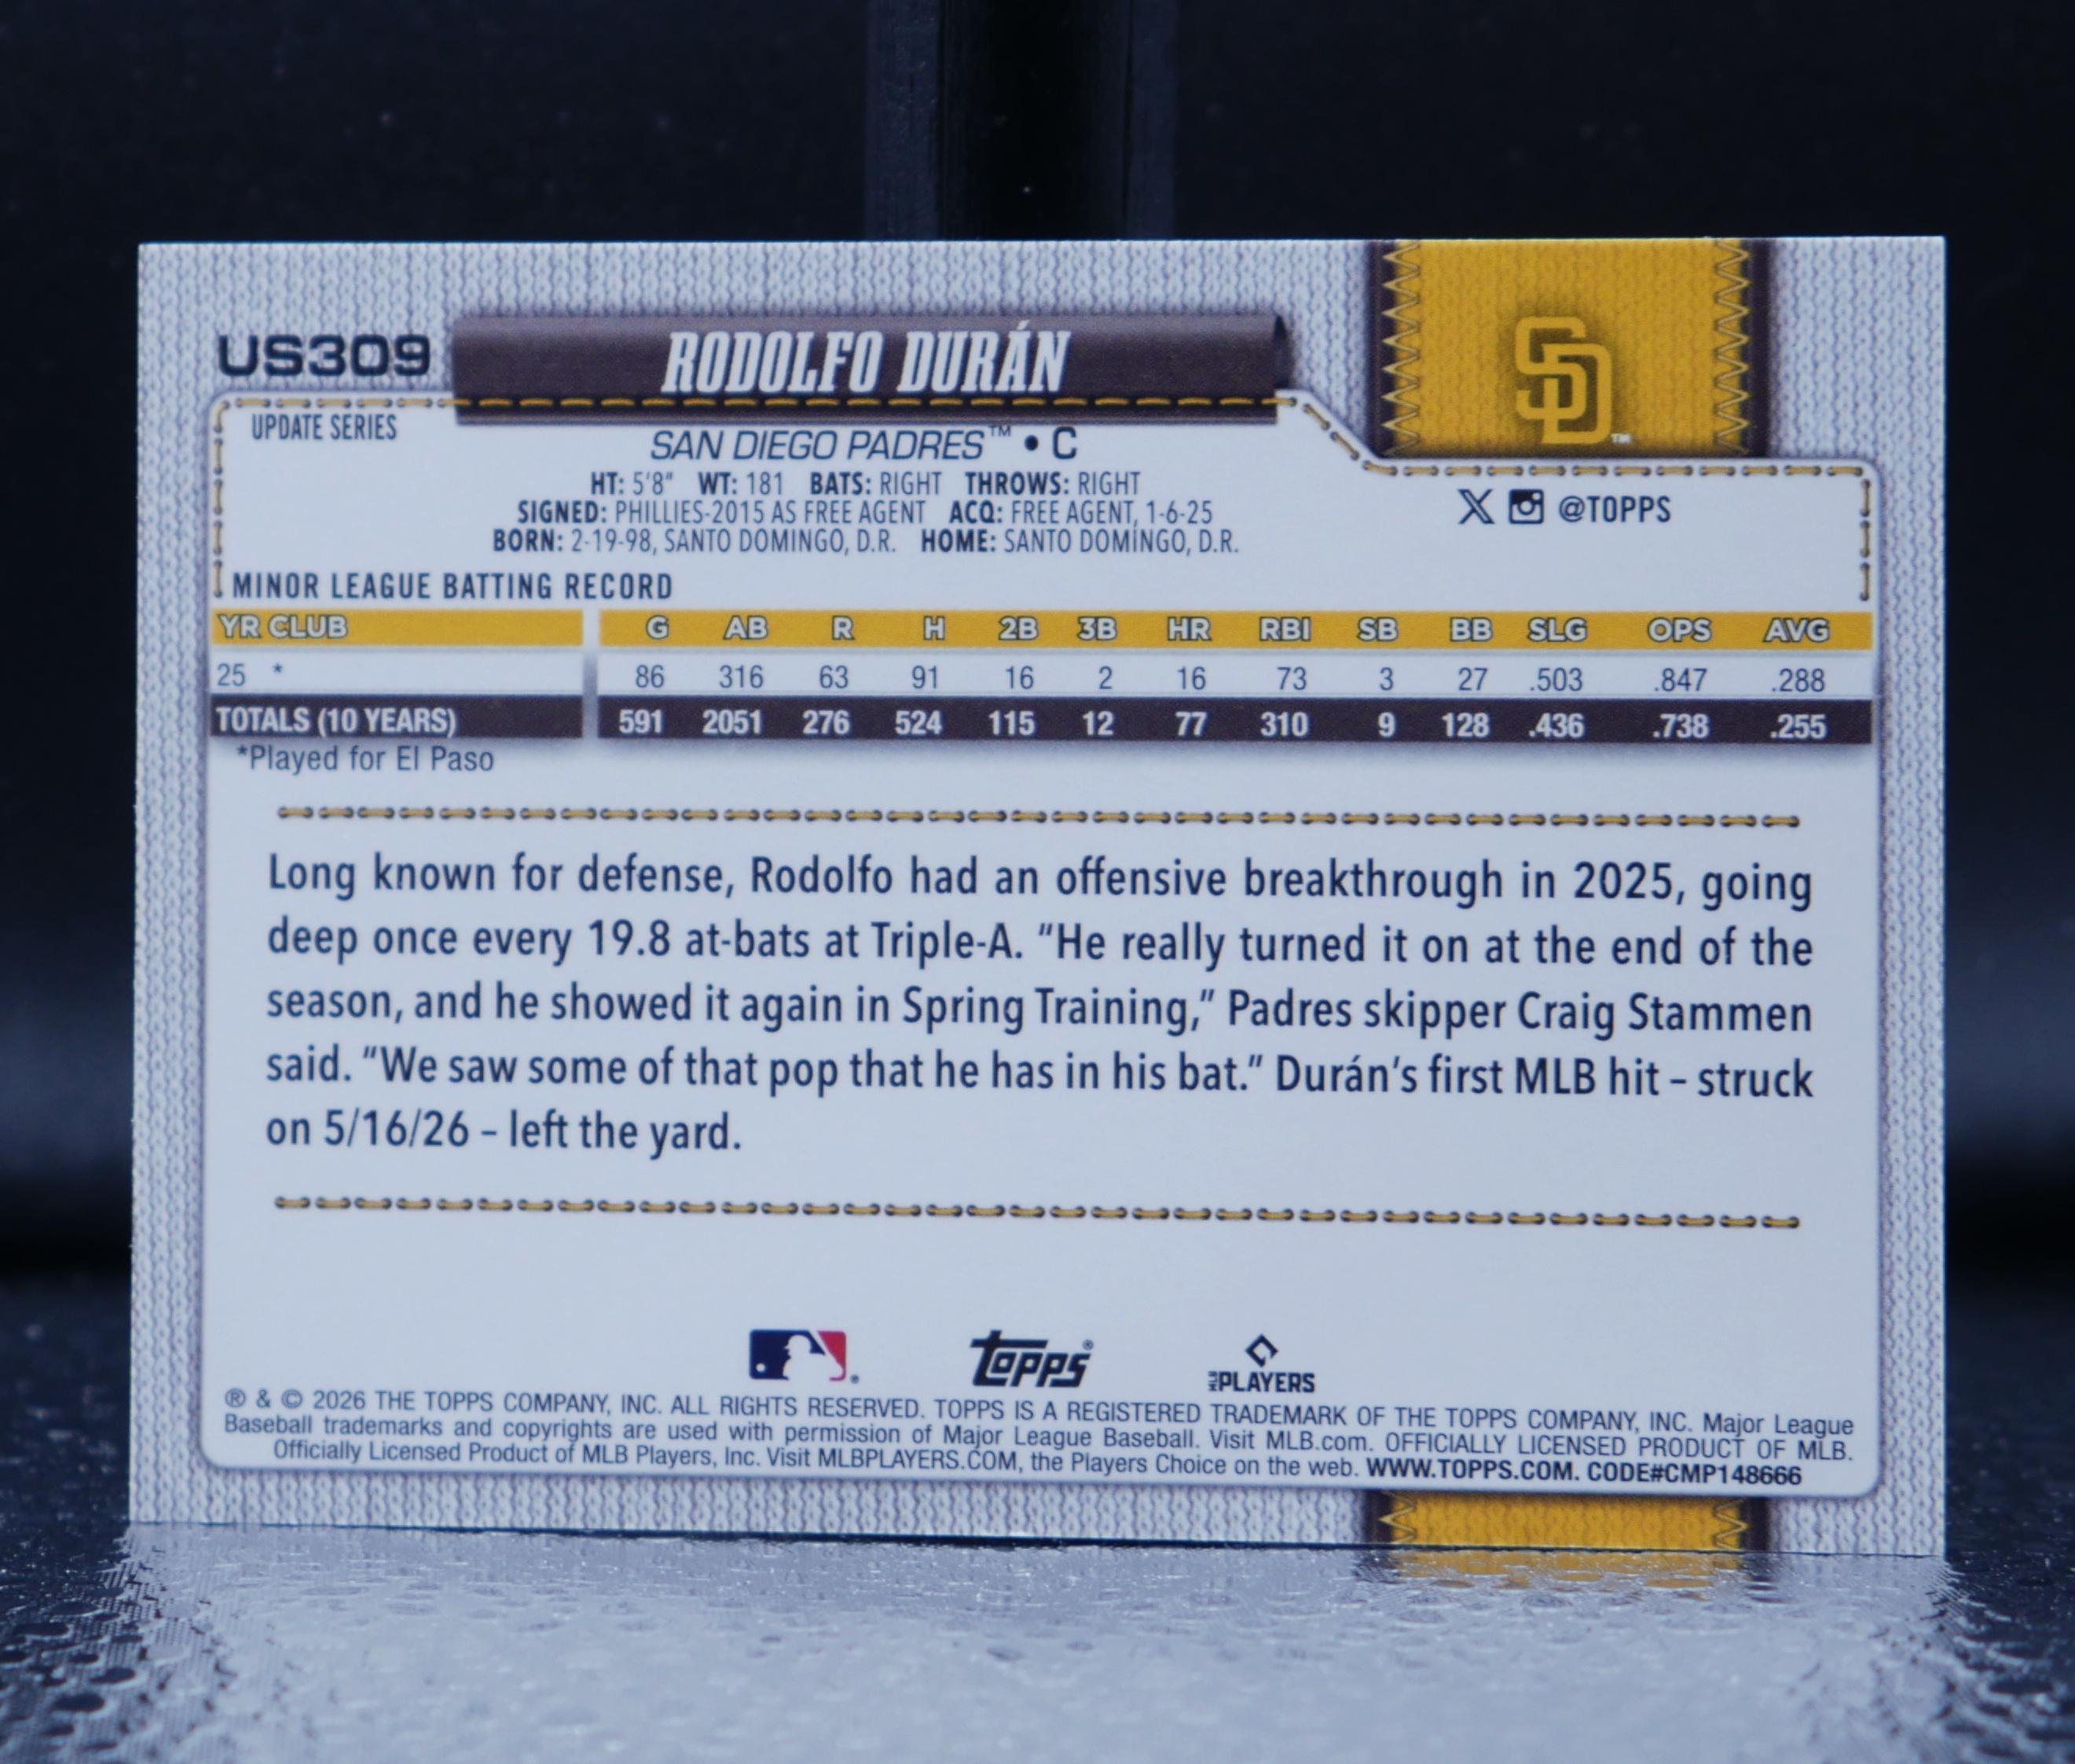 US309
RODOLFO DURÁN
SD
TM
UPDATE SERIES
SAN DIEGO PADRES™ • C
HT: 5'8" WT: 181 BATS: RIGHT THROWS: RIGHT
SIGNED: PHILLIES-2015 AS FREE AGENT ACQ: FREE AGENT, 1-6-25
BORN: 2-19-98, SANTO DOMINGO, D.R. HOME: SANTO DOMINGO, D.R.
X @TOPPS
MINOR LEAGUE BATTING RECORD
YR CLUB G AB R H 2B 3B HR RBI SB BB SLG OPS AVG
25 * 86 316 63 91 16 2 16 73 3 27 .503 .847 .288
TOTALS (10 YEARS) 591 2051 276 524 115 12 77 310 9 128 .436 .738 .255
*Played for El Paso
Long known for defense, Rodolfo had an offensive breakthrough in 2025, going
deep once every 19.8 at-bats at Triple-A. “He really turned it on at the end of the
season, and he showed it again in Spring Training,” Padres skipper Craig Stammen
said. “We saw some of that pop that he has in his bat.” Durán’s first MLB hit – struck
on 5/16/26 – left the yard.
topps®
MLB PLAYERS
® & © 2026 THE TOPPS COMPANY, INC. ALL RIGHTS RESERVED. TOPPS IS A REGISTERED TRADEMARK OF THE TOPPS COMPANY, INC. Major League
Baseball trademarks and copyrights are used with permission of Major League Baseball. Visit MLB.com. OFFICIALLY LICENSED PRODUCT OF MLB.
Officially Licensed Product of MLB Players, Inc. Visit MLBPLAYERS.COM, the Players Choice on the web. WWW.TOPPS.COM. CODE#CMP148666